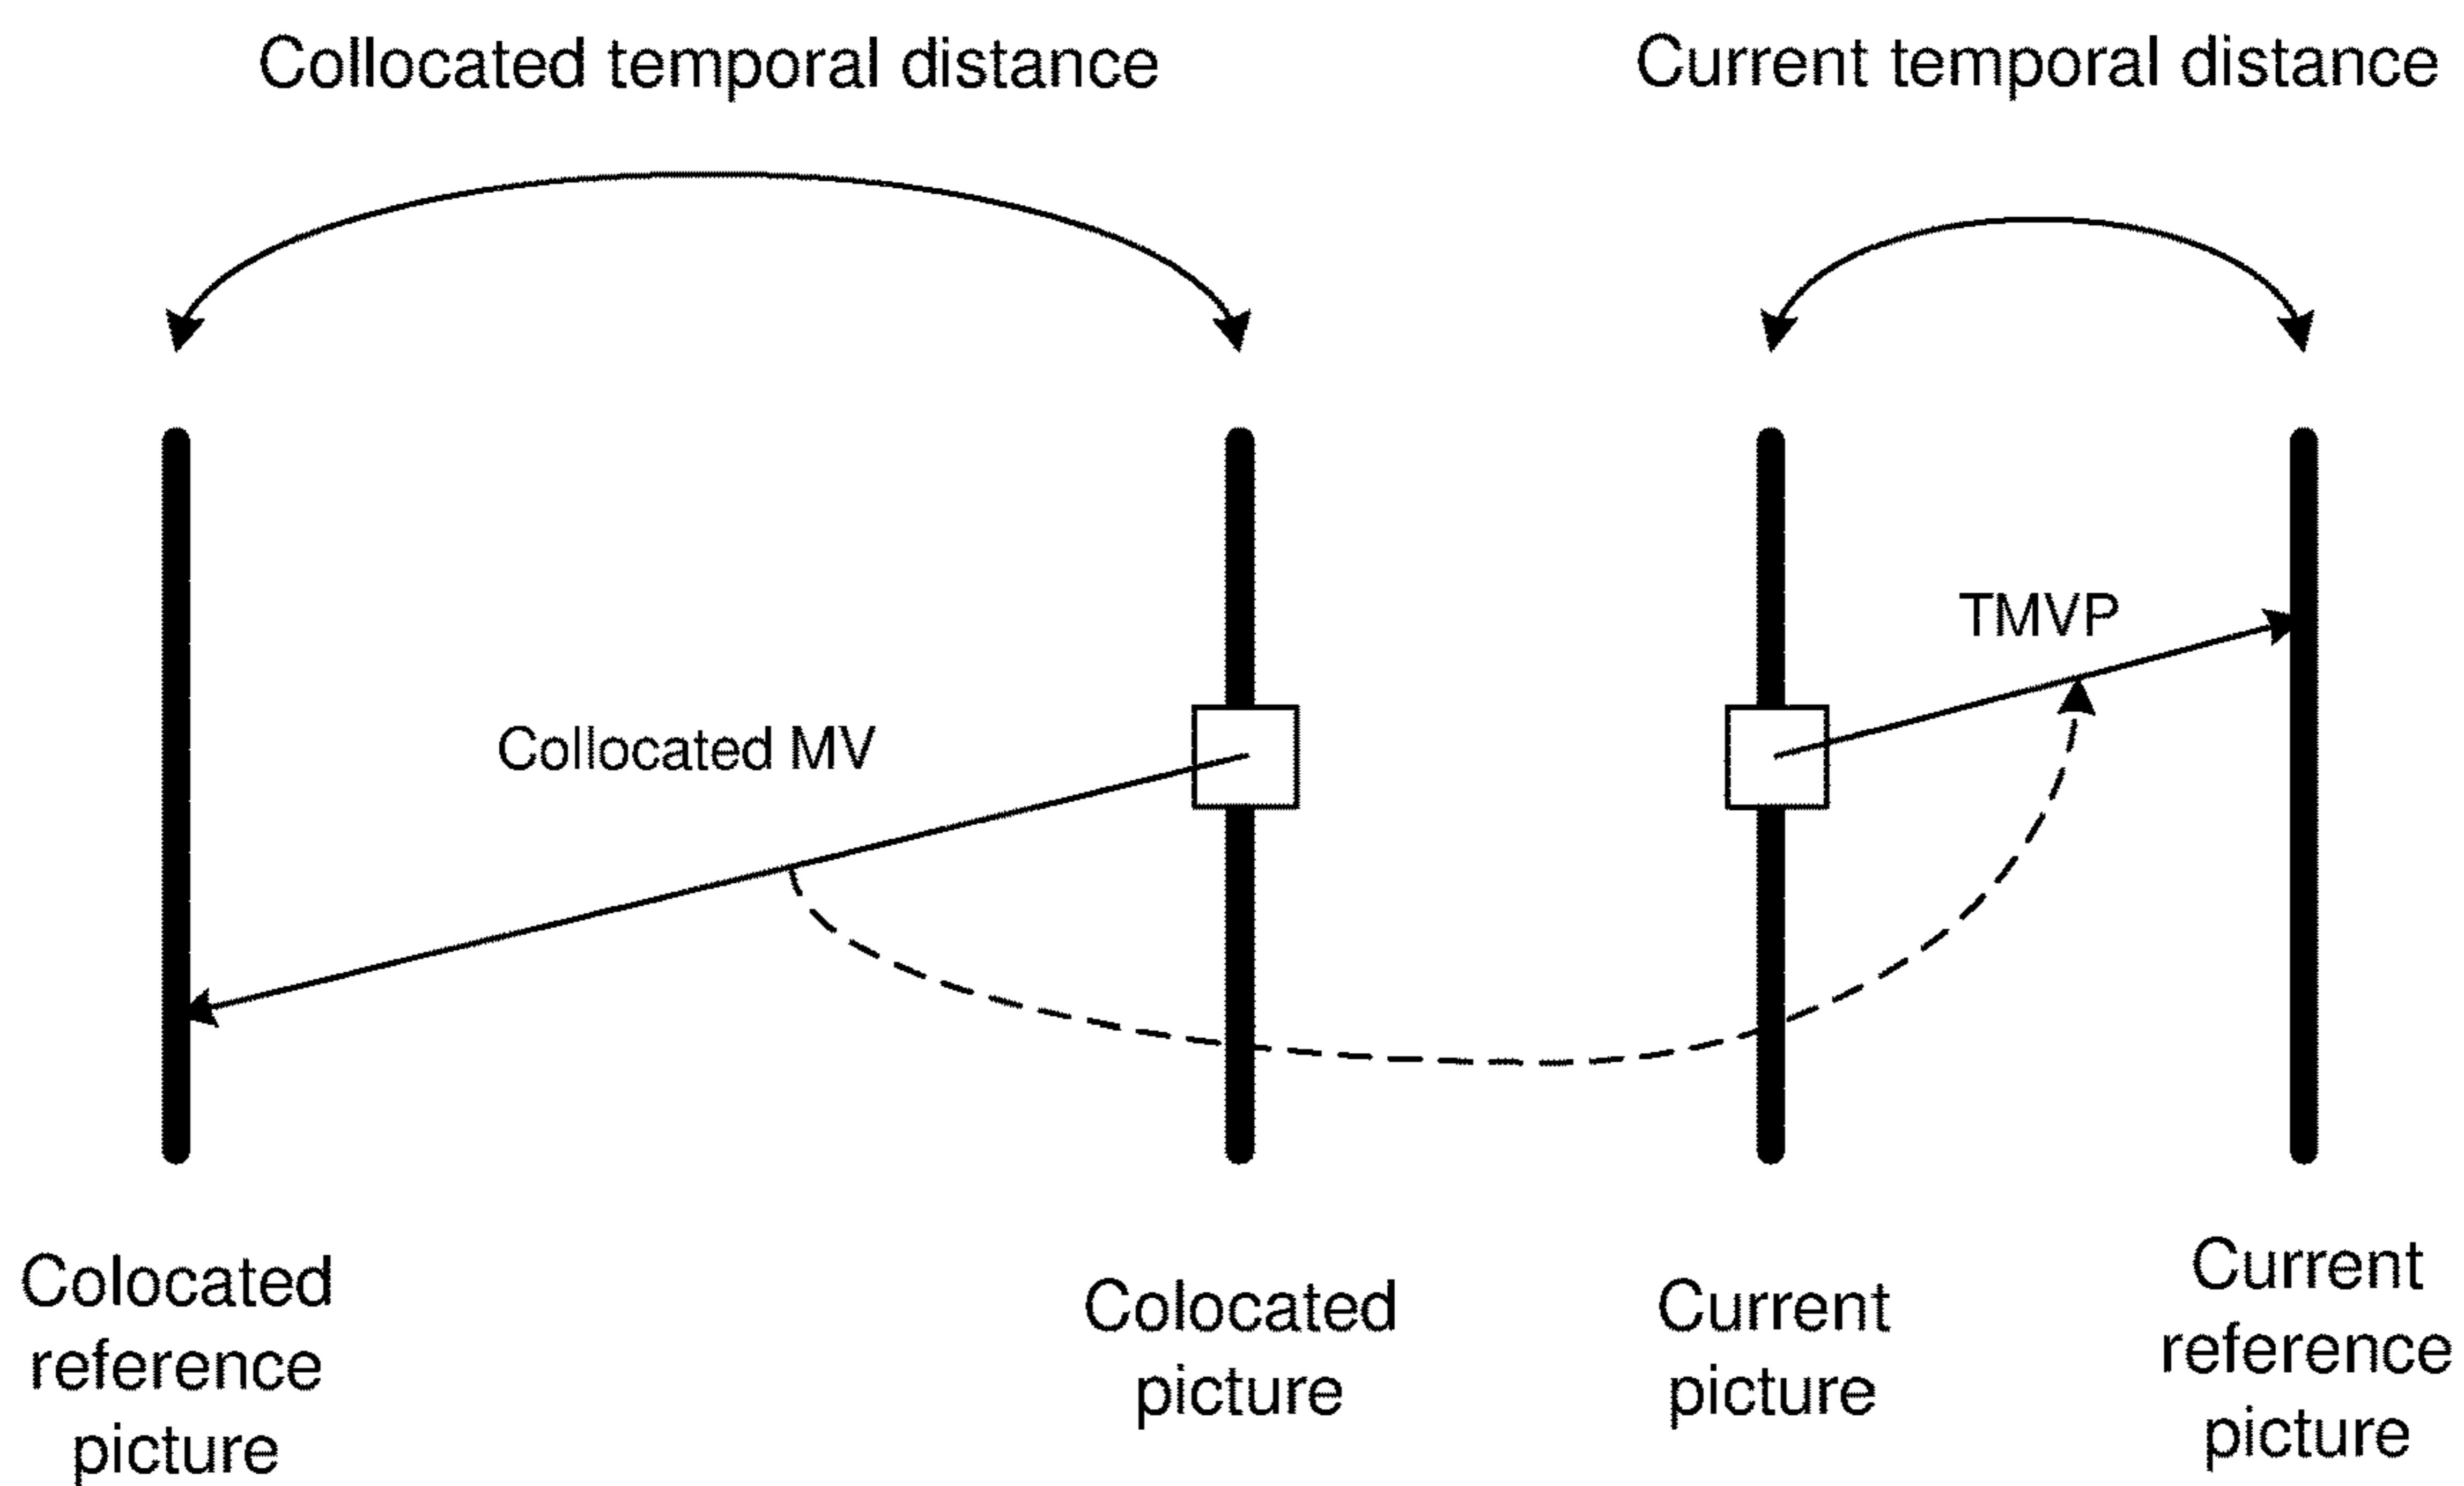 Collocated temporal distance
Current temporal distance
TMVP
Collocated MV
Colocated
reference
picture
Colocated
picture
Current
picture
Current
reference
picture